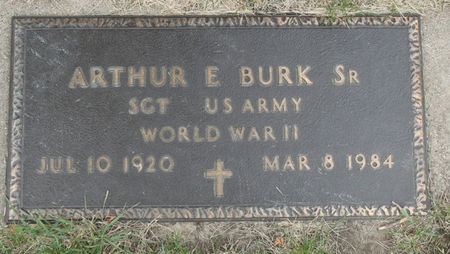 ARTHUR E BURK SR
SGT US ARMY
WORLD WAR II
JUL 10 1920 MAR 8 1984